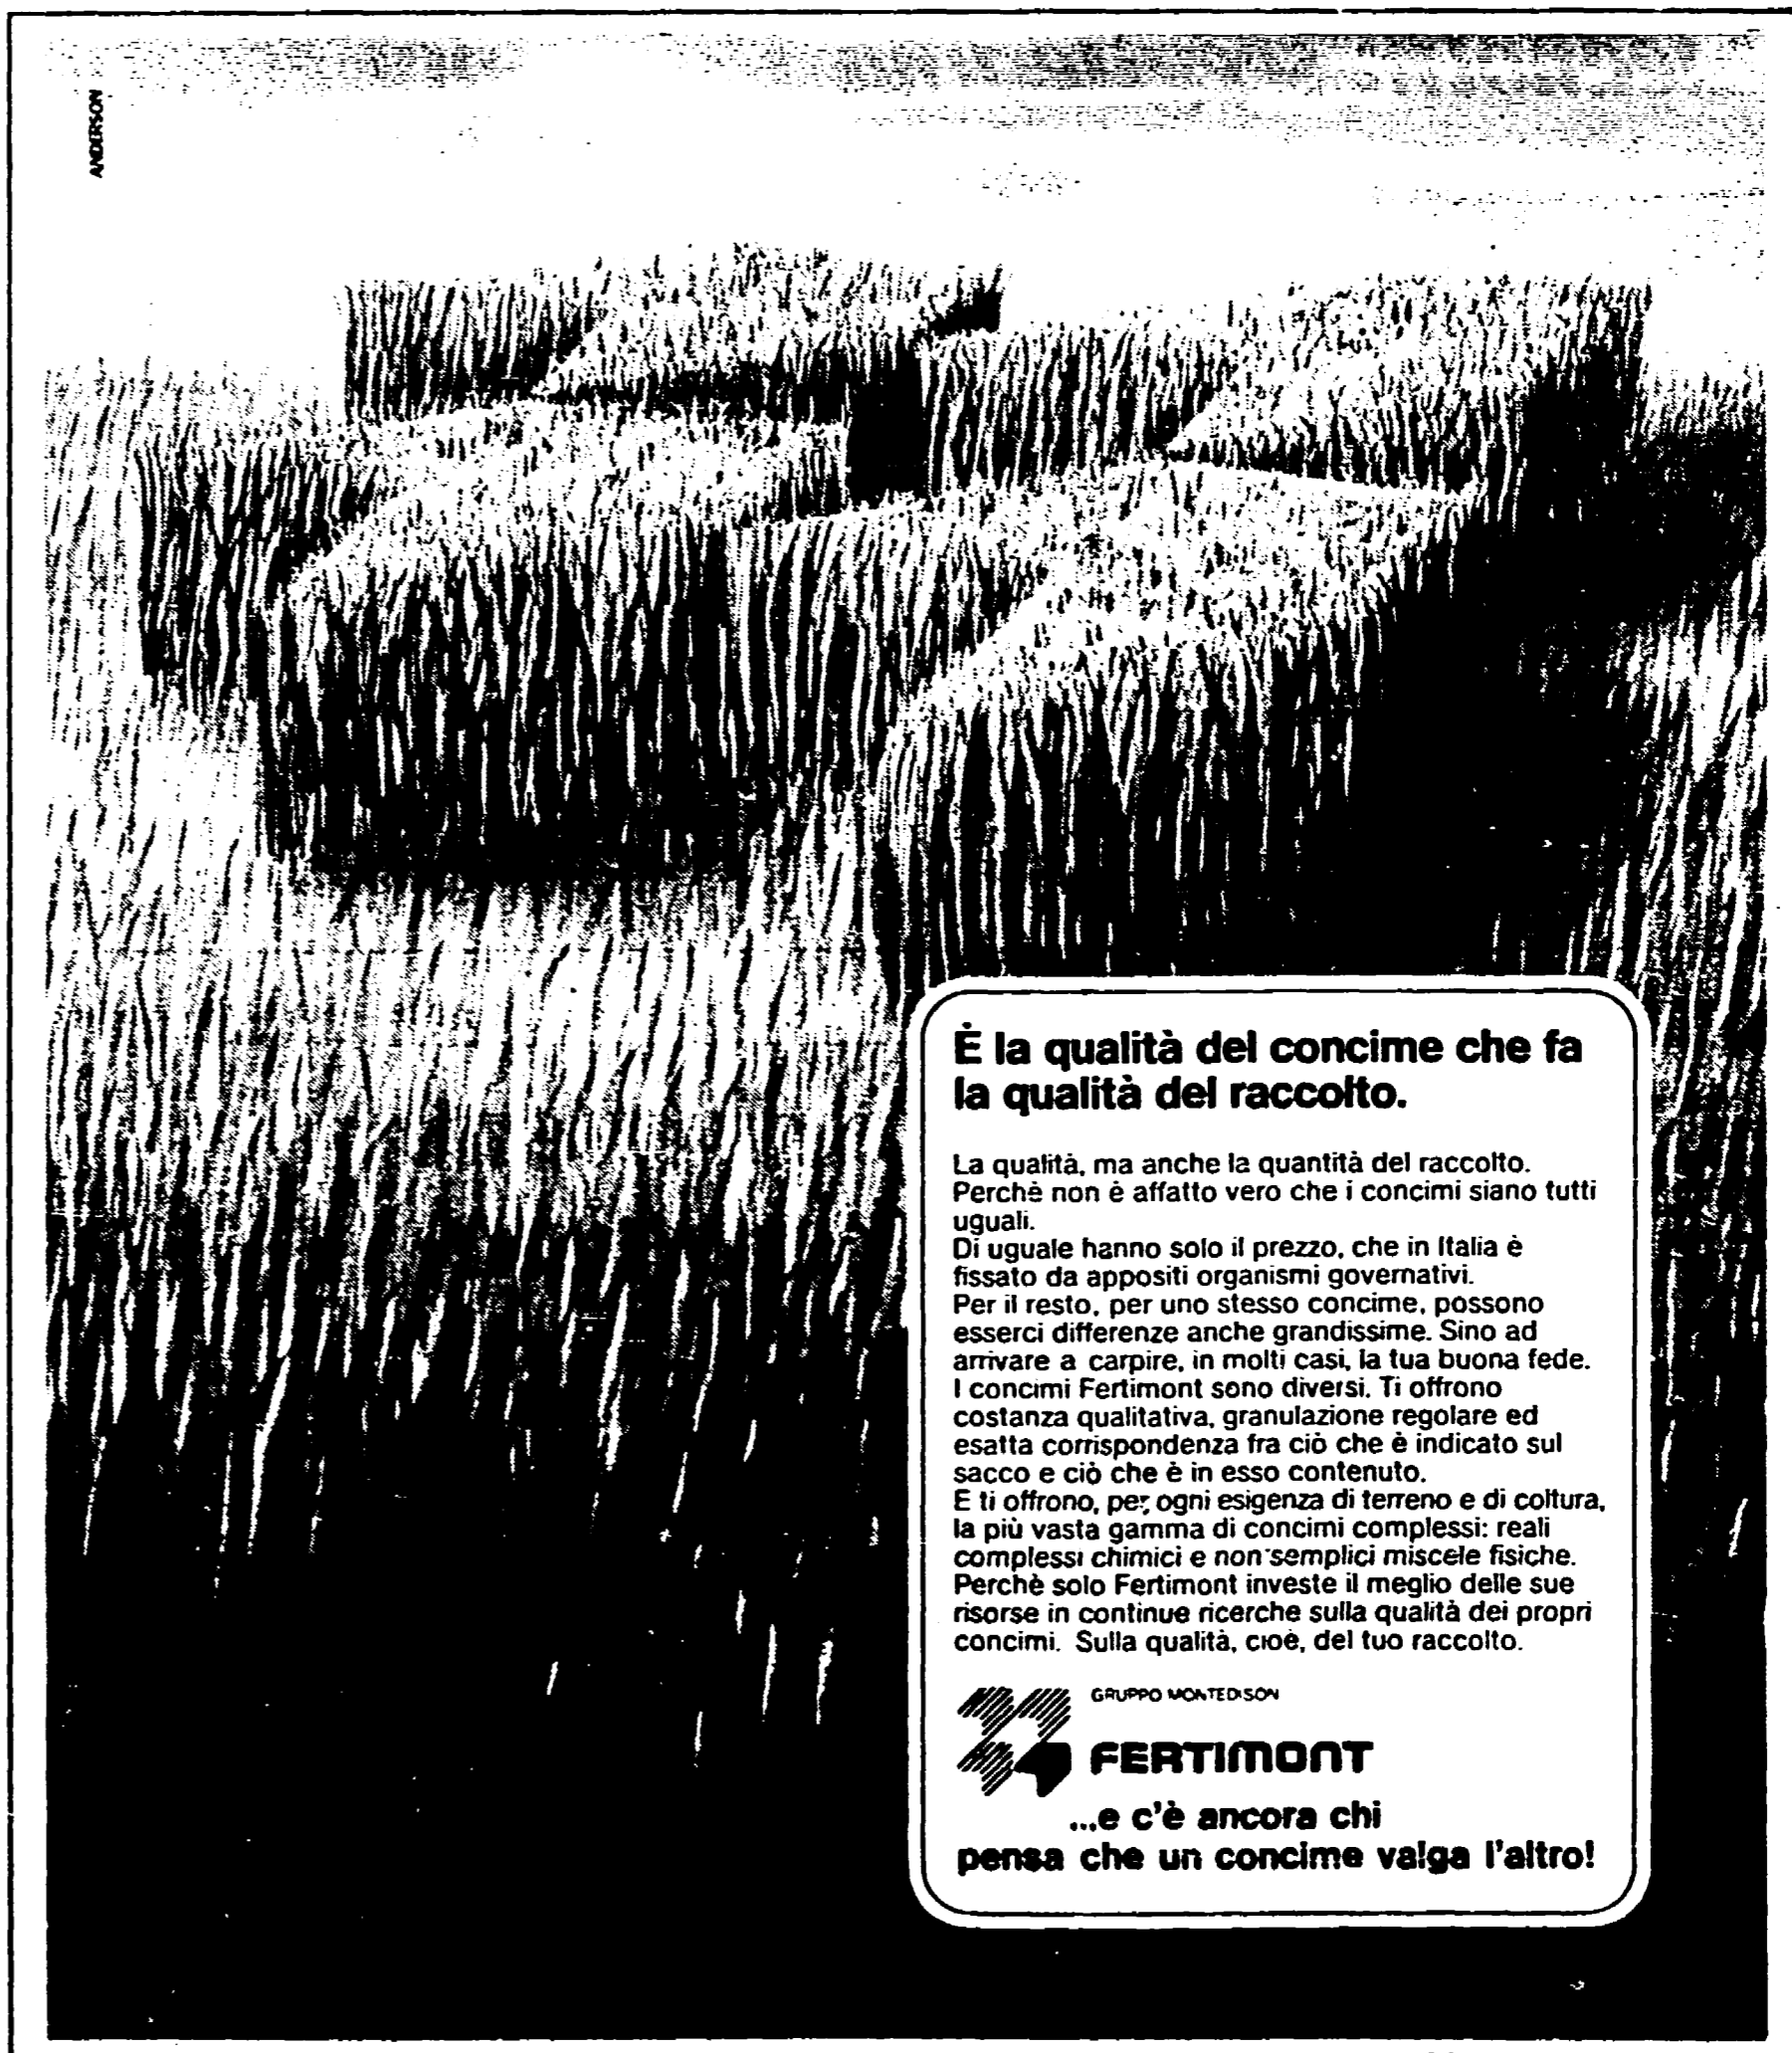 ANDERSON
È la qualità del concime che fa
la qualità del raccolto.
La qualità, ma anche la quantità del raccolto.
Perchè non è affatto vero che i concimi siano tutti
uguali.
Di uguale hanno solo il prezzo, che in Italia è
fissato da appositi organismi governativi.
Per il resto, per uno stesso concime, possono
esserci differenze anche grandissime. Sino ad
arrivare a carpire, in molti casi, la tua buona fede.
I concimi Fertimont sono diversi. Ti offrono
costanza qualitativa, granulazione regolare ed
esatta corrispondenza fra ciò che è indicato sul
sacco e ciò che è in esso contenuto.
E ti offrono, per ogni esigenza di terreno e di coltura,
la più vasta gamma di concimi complessi: reali
complessi chimici e non semplici miscele fisiche.
Perchè solo Fertimont investe il meglio delle sue
risorse in continue ricerche sulla qualità dei propri
concimi. Sulla qualità, cioè, del tuo raccolto.
GRUPPO MONTEDISON
FERTIMONT
...e c'è ancora chi
pensa che un concime valga l'altro!